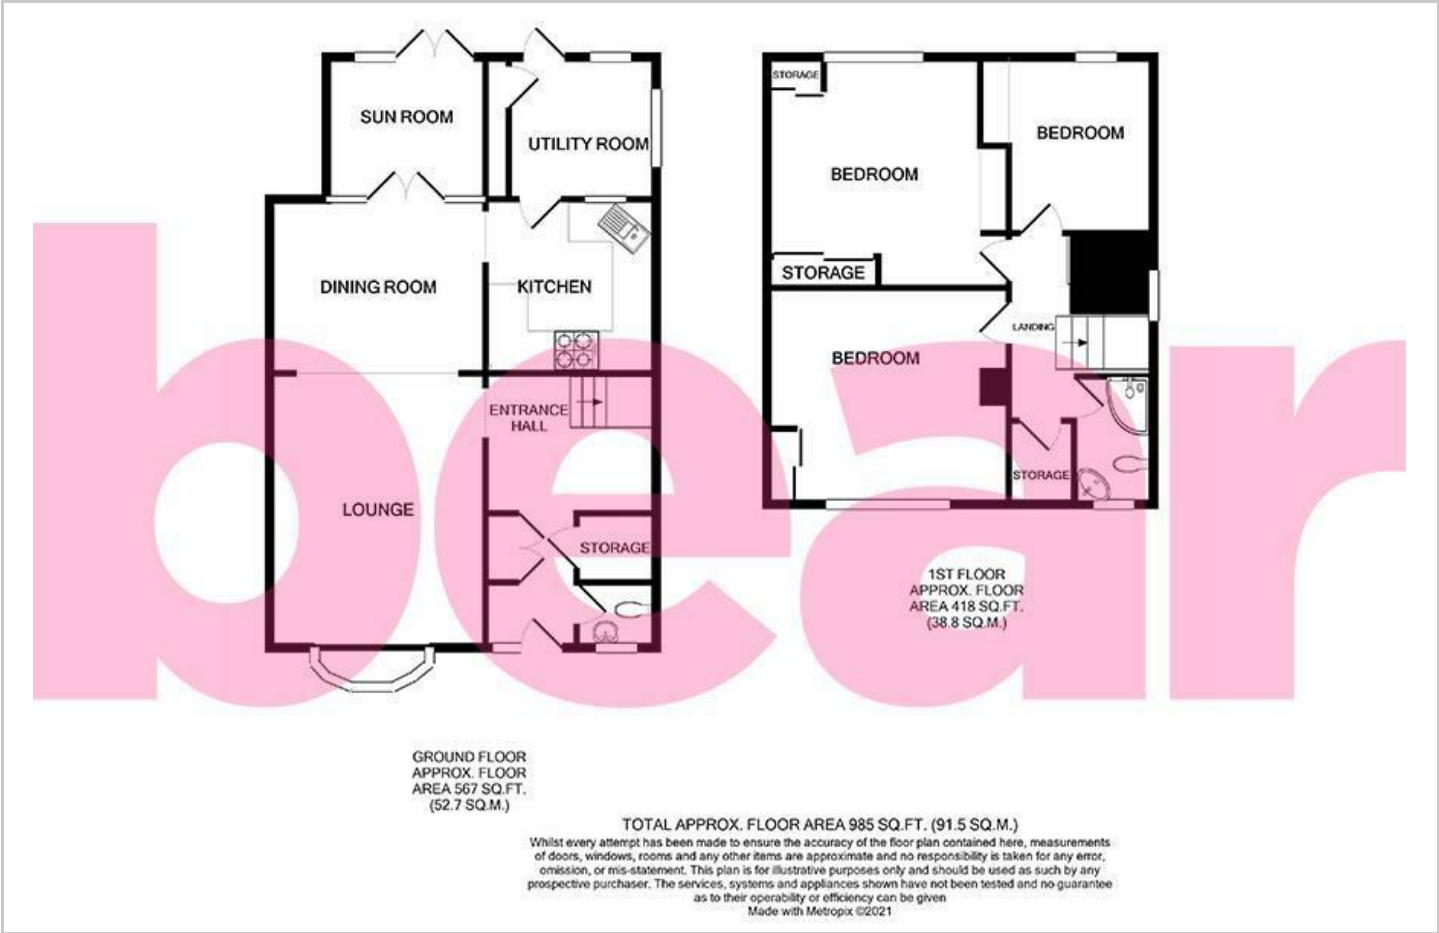 SUN ROOM
UTILITY ROOM
DINING ROOM
KITCHEN
ENTRANCE
HALL
LOUNGE
STORAGE
GROUND FLOOR
APPROX. FLOOR
AREA 567 SQ.FT.
(52.7 SQ.M.)
STORAGE
BEDROOM
BEDROOM
STORAGE
LANDING
BEDROOM
STORAGE
1ST FLOOR
APPROX. FLOOR
AREA 418 SQ.FT.
(38.8 SQ.M.)
bear
TOTAL APPROX. FLOOR AREA 985 SQ.FT. (91.5 SQ.M.)
Whilst every attempt has been made to ensure the accuracy of the floor plan contained here, measurements
of doors, windows, rooms and any other items are approximate and no responsibility is taken for any error,
omission, or mis-statement. This plan is for illustrative purposes only and should be used as such by any
prospective purchaser. The services, systems and appliances shown have not been tested and no guarantee
as to their operability or efficiency can be given
Made with Metropix ©2021